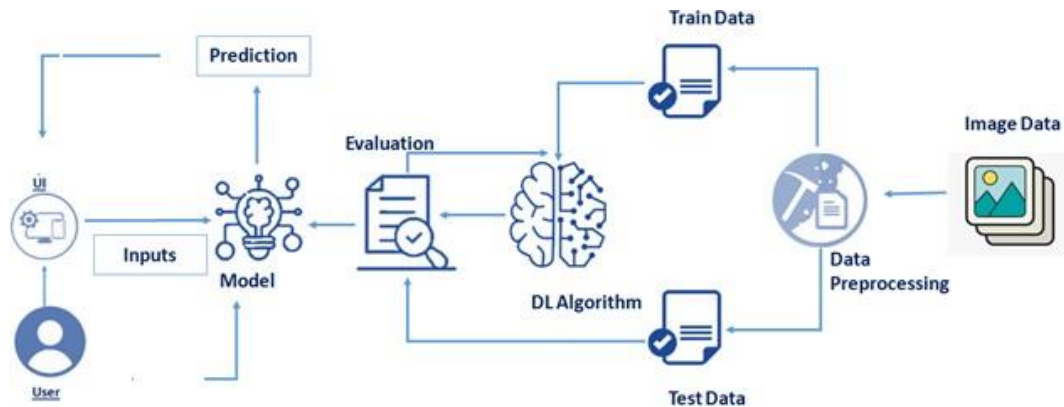 Train Data
Prediction
Image Data
Evaluation
UI
Inputs
Model
DL Algorithm
Data
Preprocessing
User
Test Data